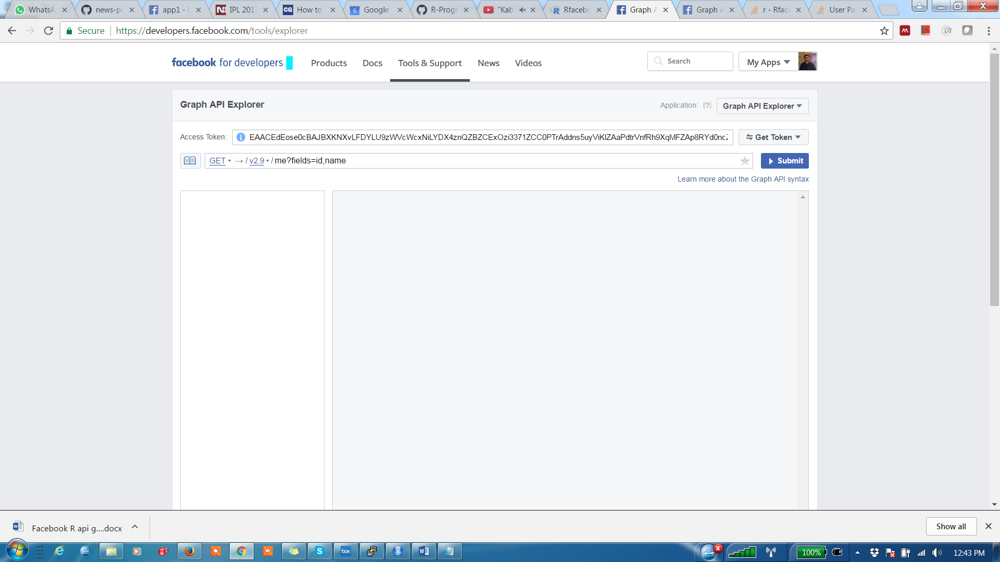 WhatsA
news-po
app1 - D
IPL 2017
How to
Google
R-Progr
"Kab
Rfacebo
Graph A
Graph A
r - Rfac
User Pa
Secure https://developers.facebook.com/tools/explorer
facebook for developers
Products
Docs
Tools & Support
News
Videos
Search
My Apps
Graph API Explorer
Application: [?]
Graph API Explorer
Access Token:
Get Token
GET → / v2.9 / me?fields=id,name
Submit
Learn more about the Graph API syntax
Facebook R api g....docx
Show all
100%
12:43 PM